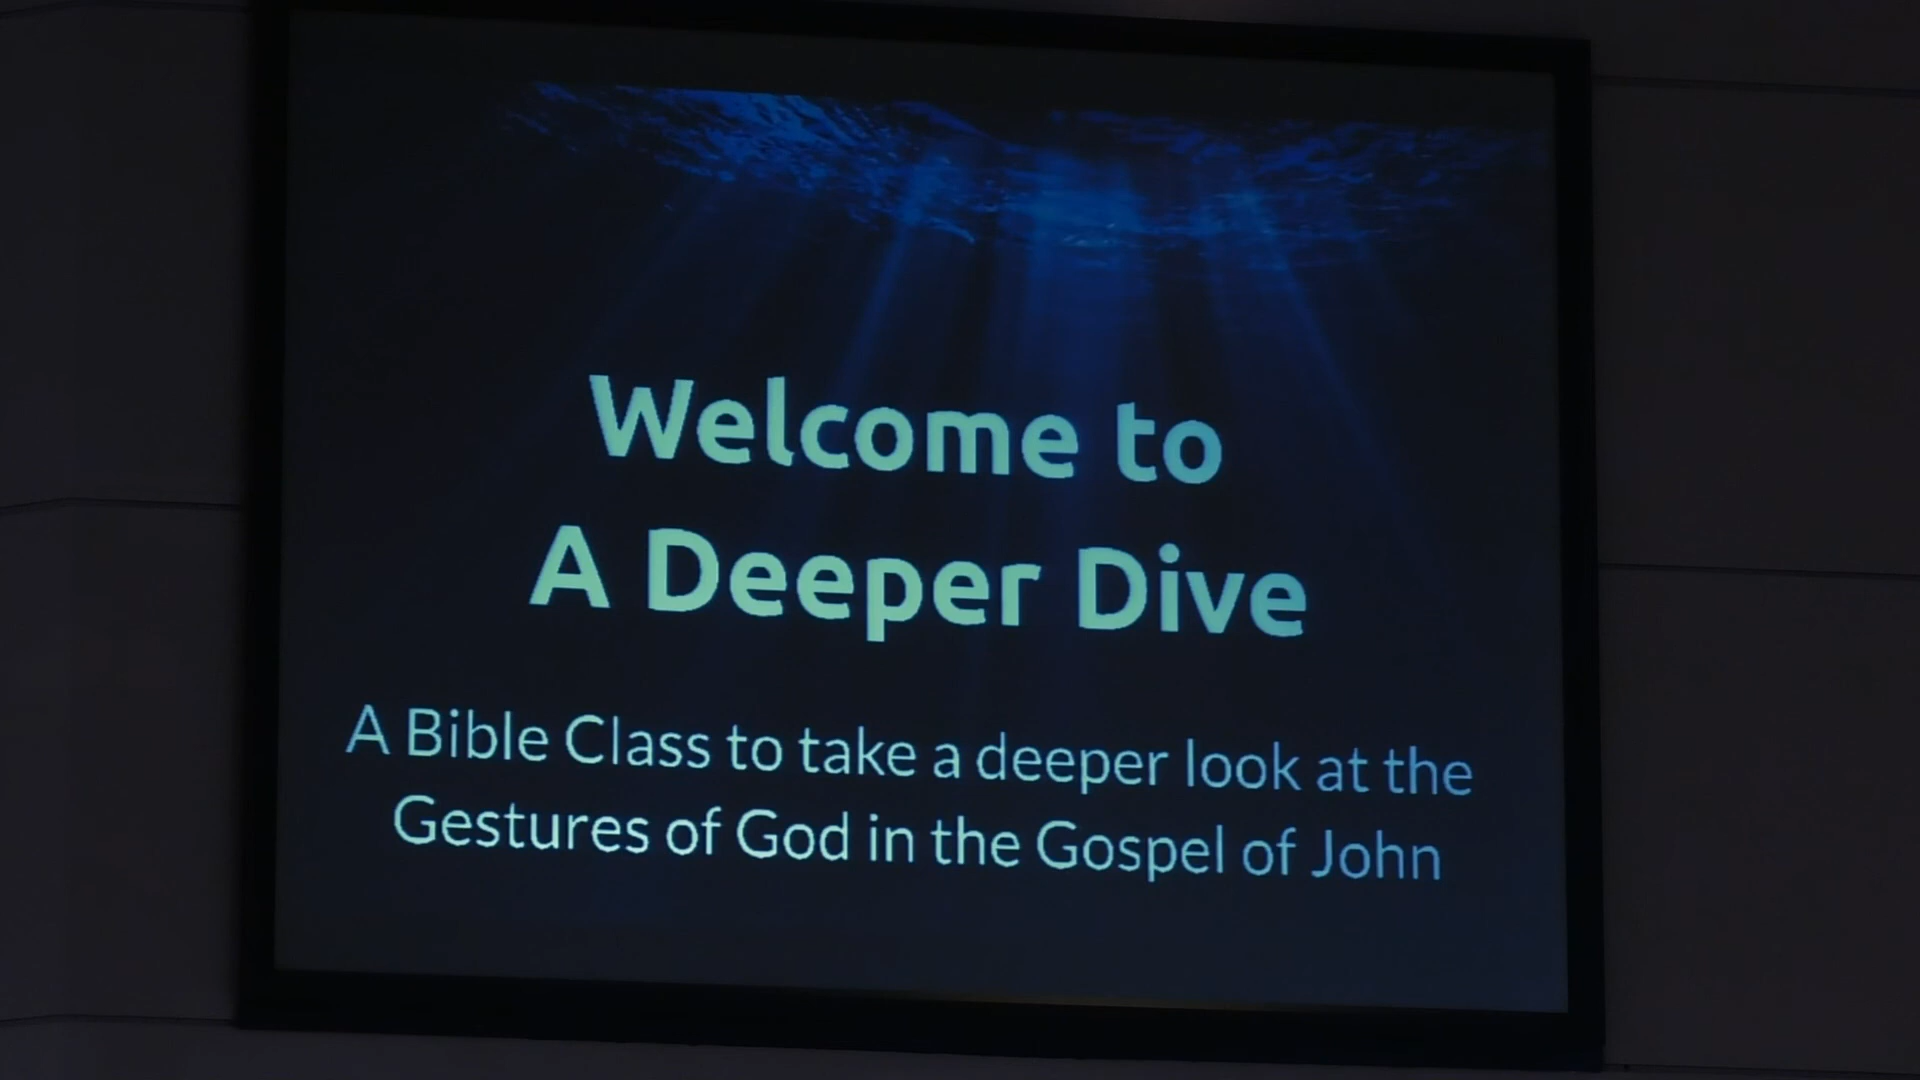 Welcome to
A Deeper Dive
A Bible Class to take a deeper look at the
Gestures of God in the Gospel of John